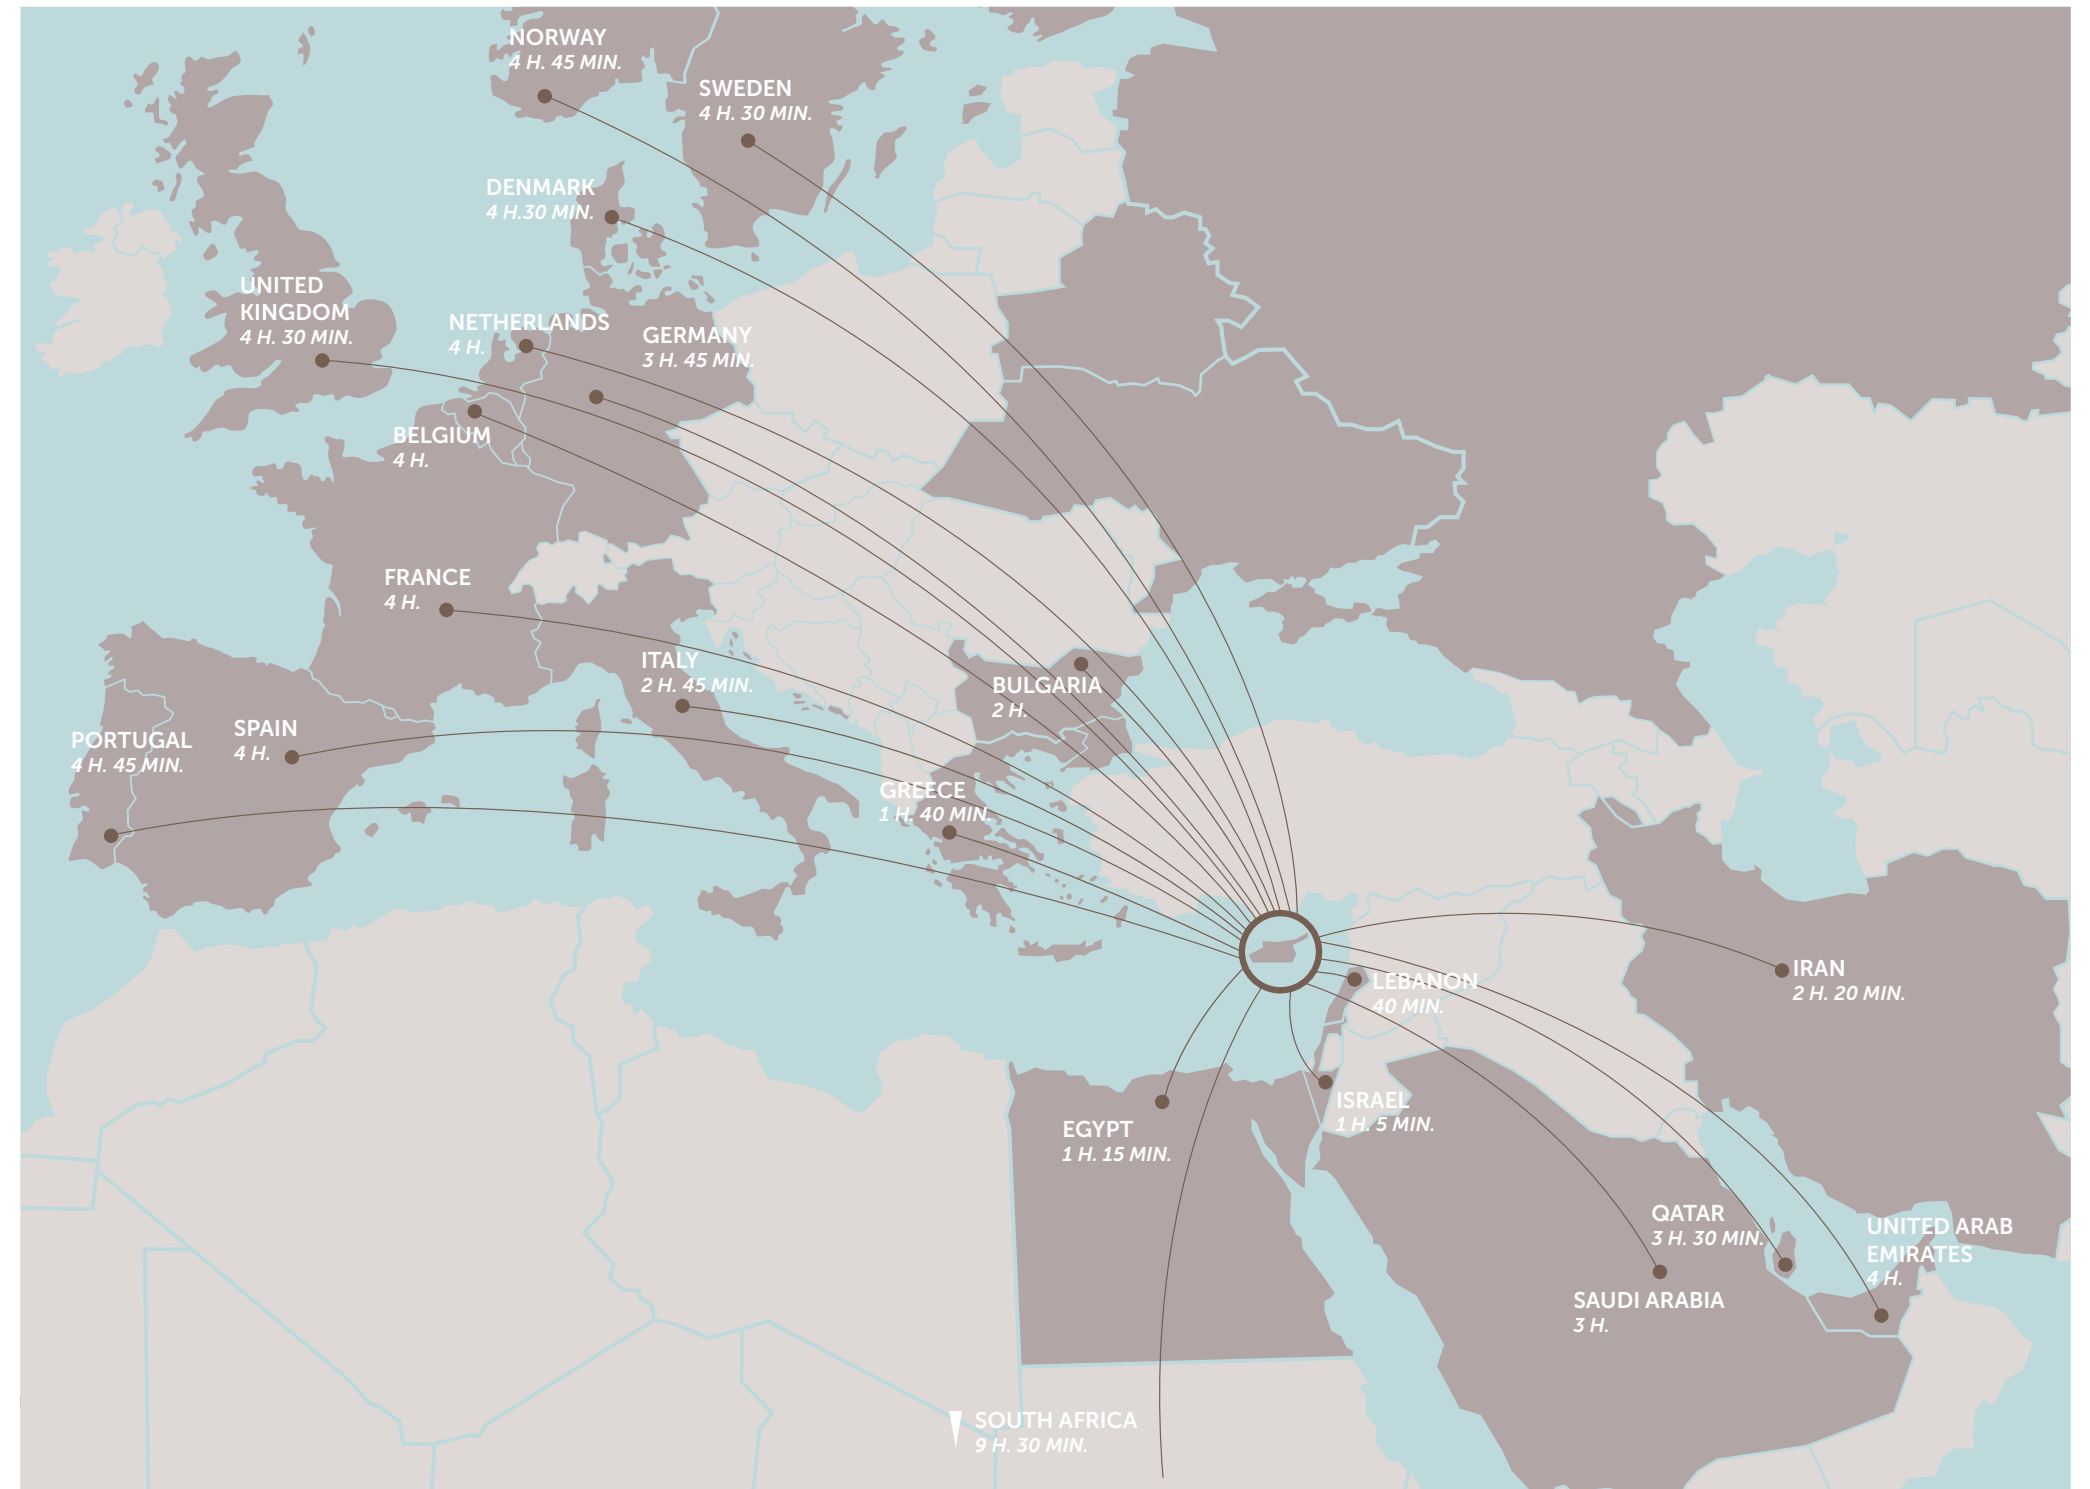 NORWAY
4 H. 45 MIN.
SWEDEN
4 H. 30 MIN.
DENMARK
4 H.30 MIN.
UNITED
KINGDOM
4 H. 30 MIN.
NETHERLANDS
4 H.
GERMANY
3 H. 45 MIN.
BELGIUM
4 H.
FRANCE
4 H.
ITALY
2 H. 45 MIN.
BULGARIA
2 H.
SPAIN
4 H.
PORTUGAL
4 H. 45 MIN.
GREECE
1 H. 40 MIN.
IRAN
2 H. 20 MIN.
LEBANON
40 MIN.
ISRAEL
1 H. 5 MIN.
EGYPT
1 H. 15 MIN.
QATAR
3 H. 30 MIN.
UNITED ARAB
EMIRATES
4 H.
SAUDI ARABIA
3 H.
SOUTH AFRICA
9 H. 30 MIN.